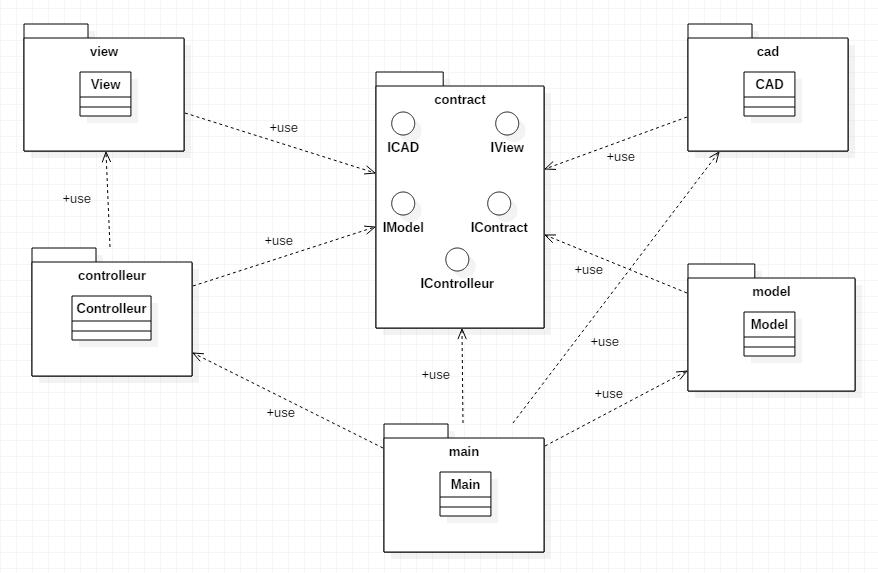 view
View
+use
+use
controlleur
Controlleur
+use
contract
ICAD
IView
IModel
IContract
IControlleur
cad
CAD
+use
+use
model
Model
+use
+use
+use
+use
main
Main